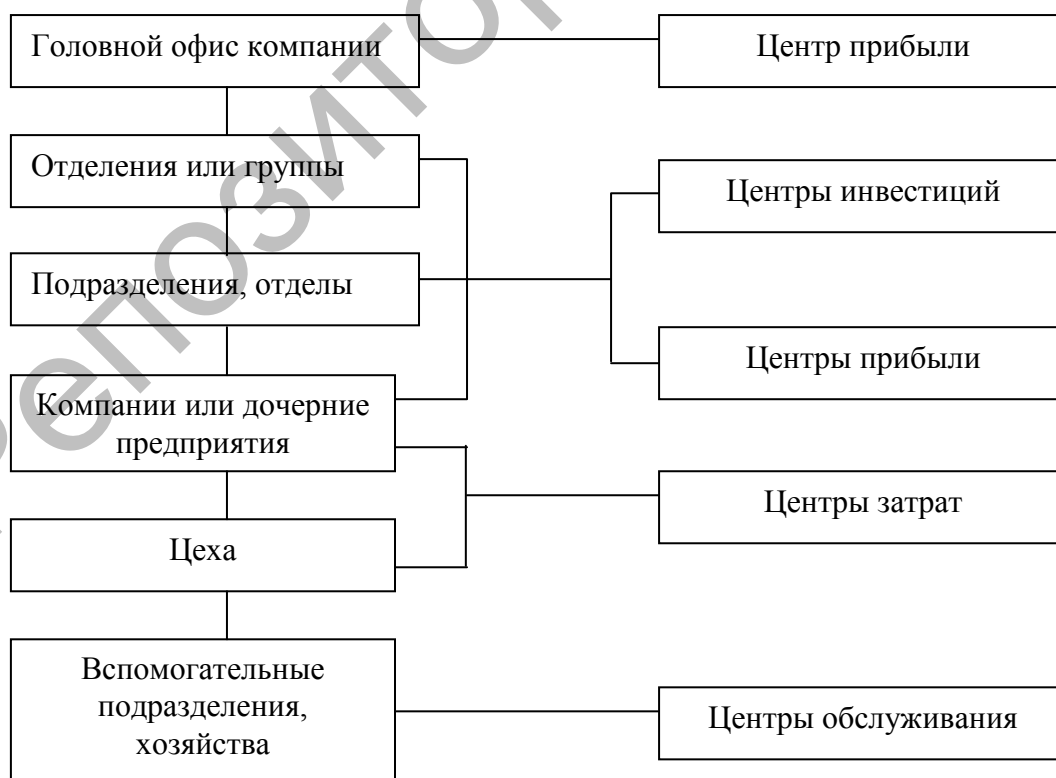 Головной офис компании
Центр прибыли
Отделения или группы
Центры инвестиций
Подразделения, отделы
Центры прибыли
Компании или дочерние
предприятия
Центры затрат
Цеха
Вспомогательные
подразделения,
хозяйства
Центры обслуживания